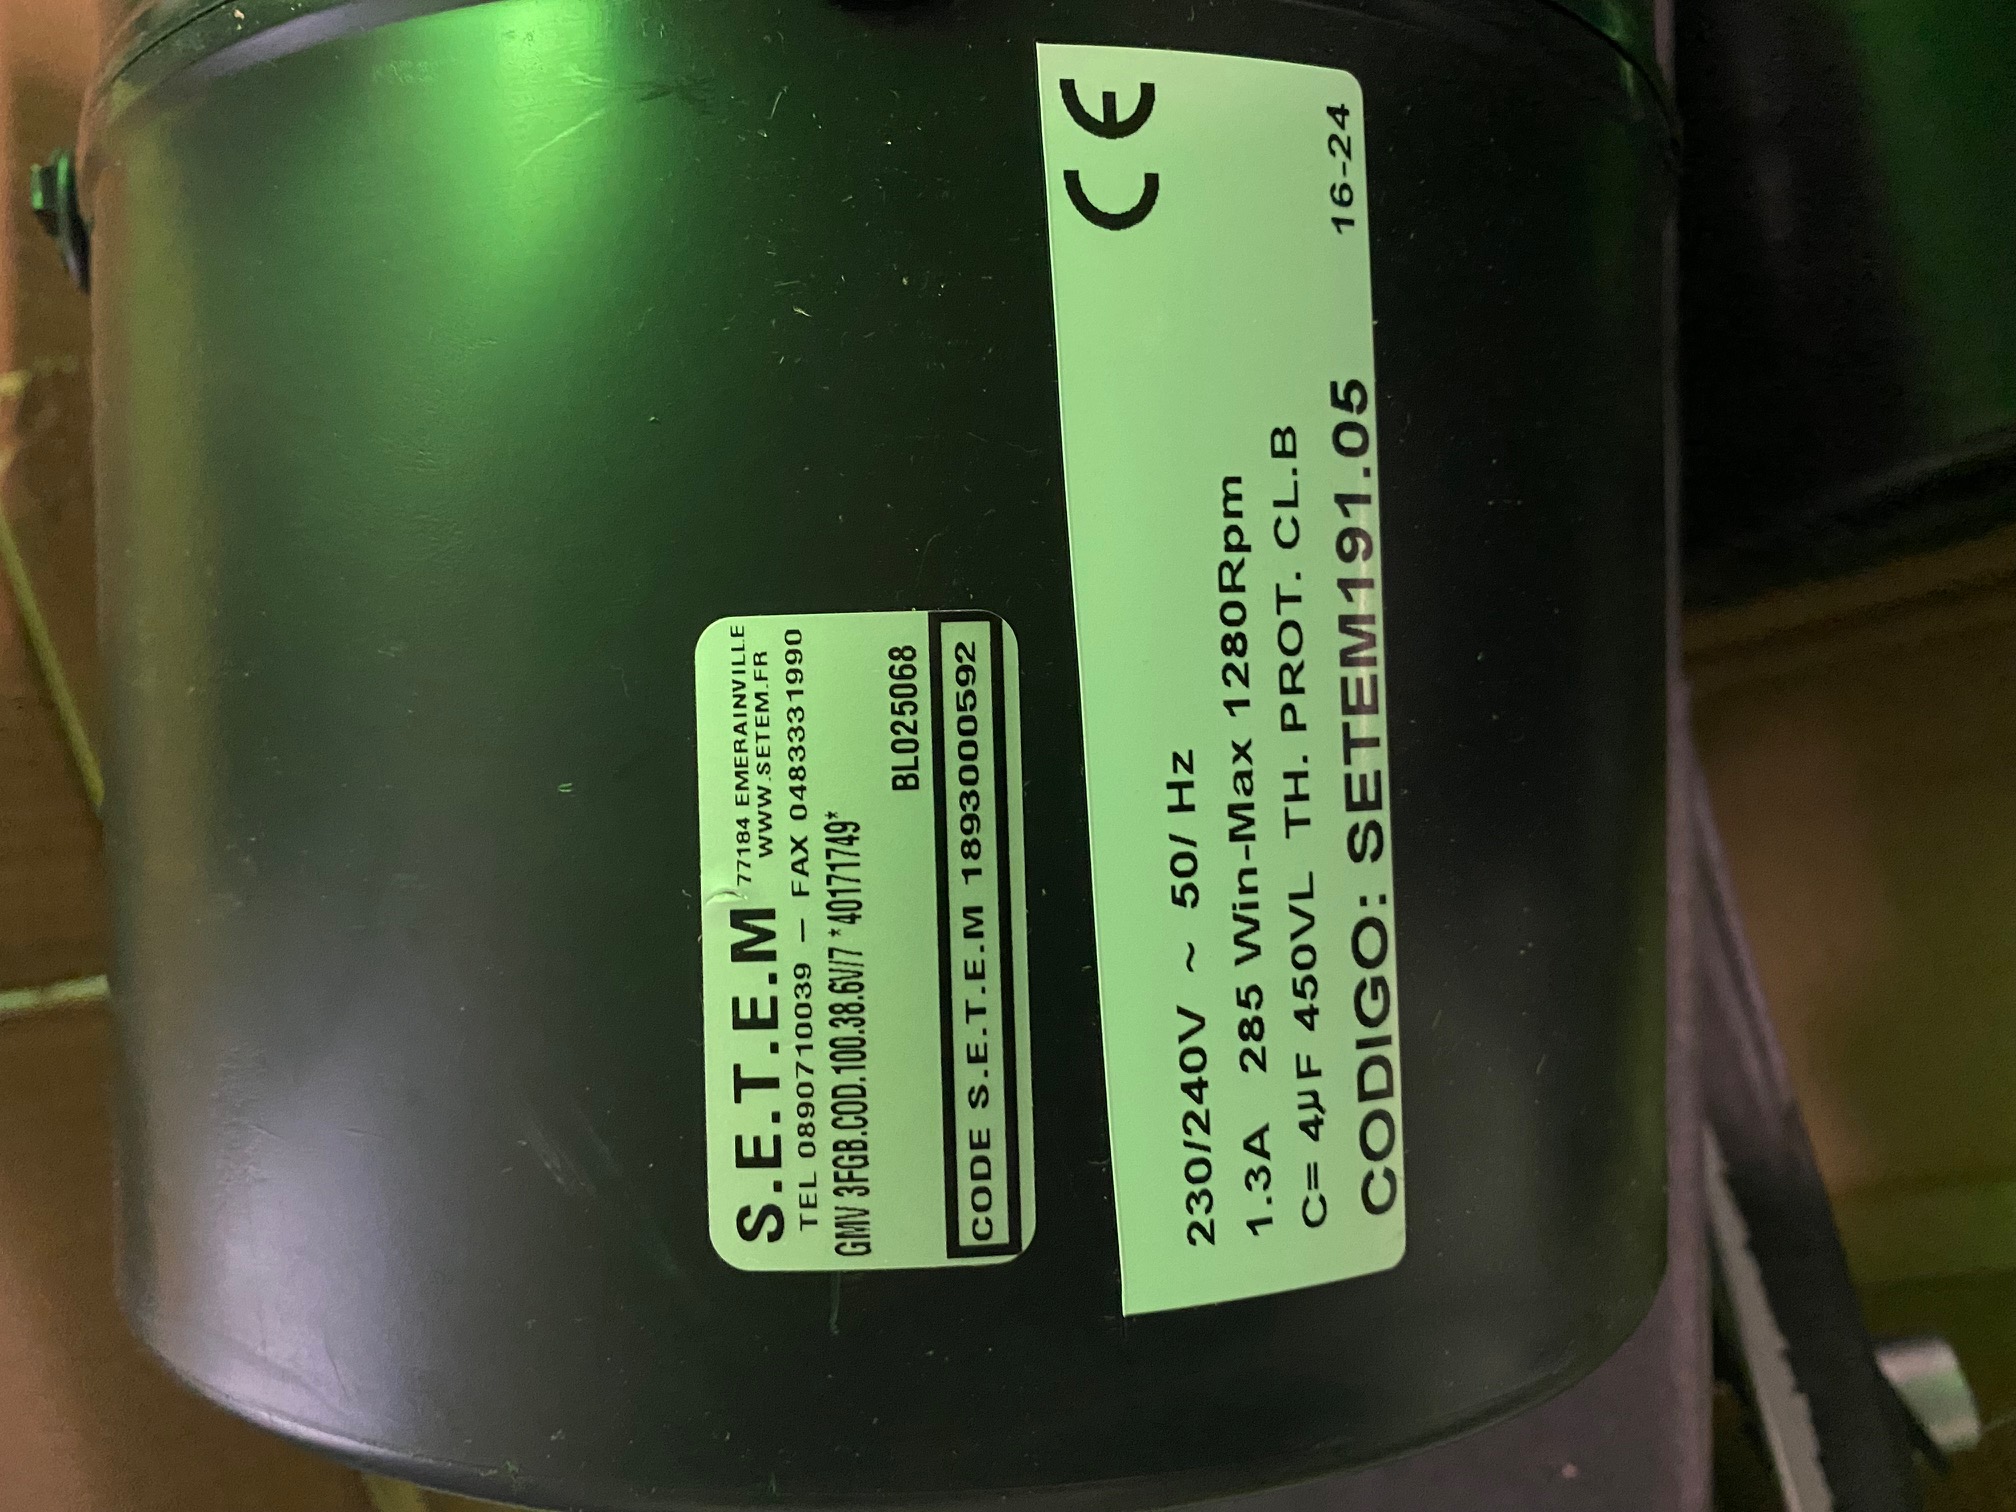 S.E.T.E.M 77184 EMERAINVILLE
WWW.SETEM.FR
TEL 0890710039 – FAX 0483331990
GMV 3FGB.COD.100.38.6V/7 *40171749*
BL025068
CODE S.E.T.E.M 1893000592
CE
230/240V ~ 50/ Hz
1.3A 285 Win-Max 1280Rpm
C= 4µF 450VL TH. PROT. CL.B
CODIGO: SETEM191.05 16-24